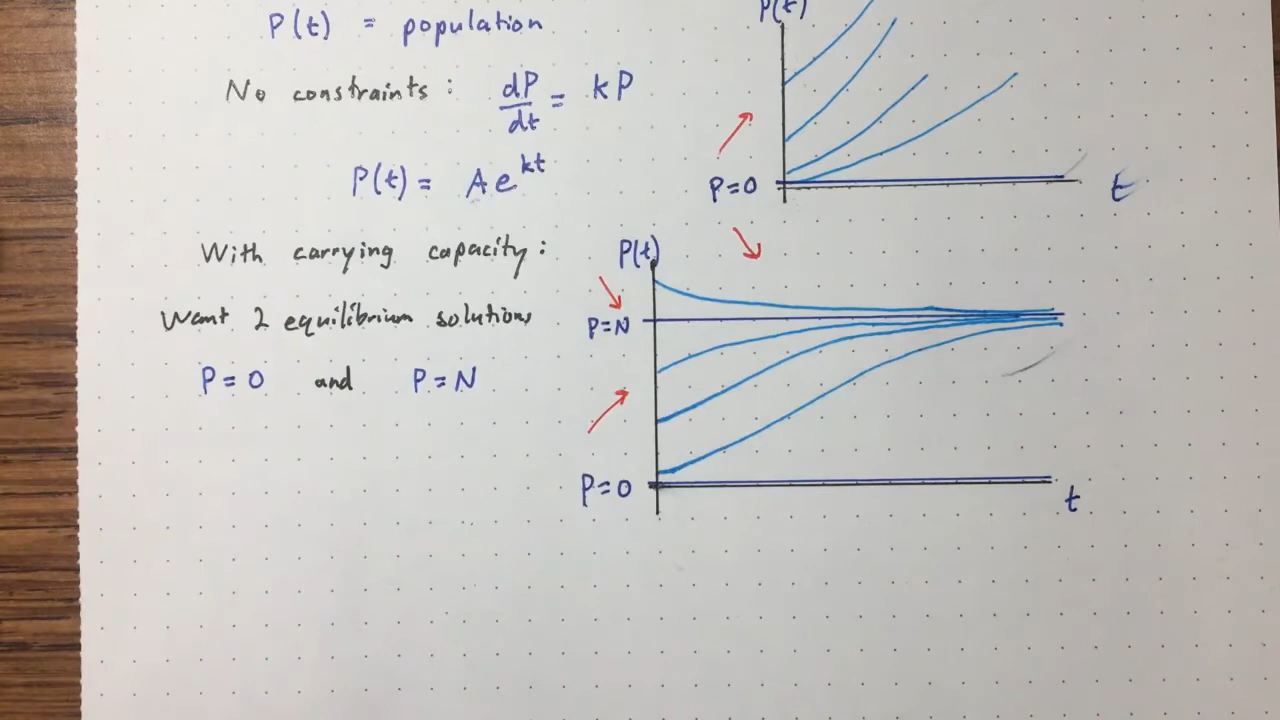 P(t) = population
No constraints: dP/dt = kP
P(t) = Ae^kt
With carrying capacity:
Want 2 equilibrium solutions
P=0 and P=N
P(t)
P=0
t
P(t)
P=N
P=0
t